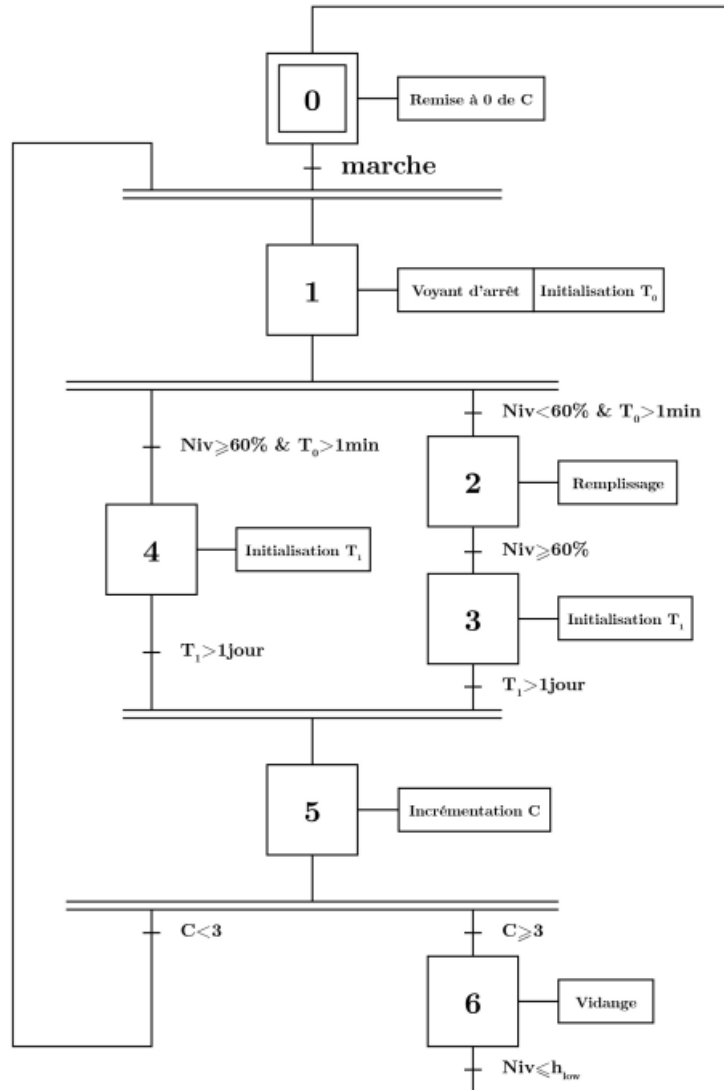 0
Remise à 0 de C
marche
1
Voyant d'arrêt
Initialisation T₀
Niv<60% & T₀>1min
Niv⩾60% & T₀>1min
2
Remplissage
4
Initialisation T₁
Niv⩾60%
3
Initialisation T₁
T₁>1jour
T₁>1jour
5
Incrémentation C
C<3
C⩾3
6
Vidange
Niv⩽h_low